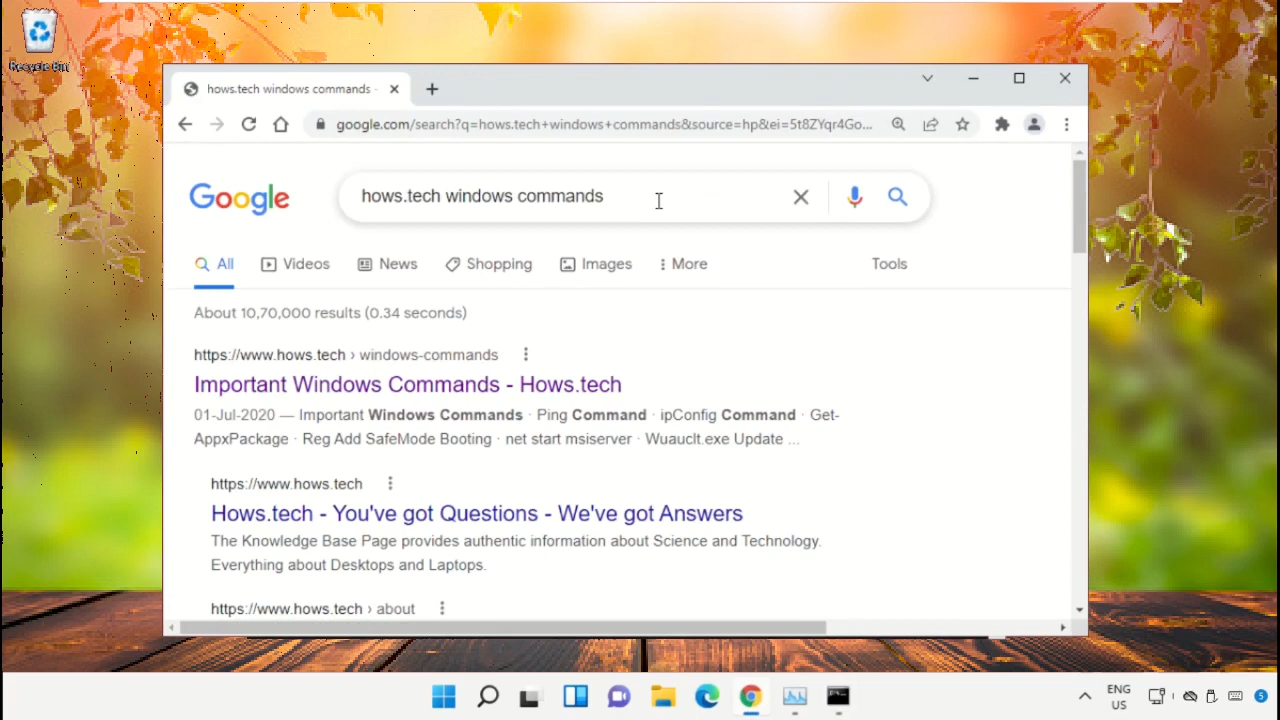 Recycle Bin
hows.tech windows commands -
google.com/search?q=hows.tech+windows+commands&source=hp&ei=5t8ZYqr4Go...
Google
hows.tech windows commands
All Videos News Shopping Images More Tools
About 10,70,000 results (0.34 seconds)
https://www.hows.tech › windows-commands
Important Windows Commands - Hows.tech
01-Jul-2020 — Important Windows Commands · Ping Command · ipConfig Command · Get-
AppxPackage · Reg Add SafeMode Booting · net start msiserver · Wuauclt.exe Update ...
https://www.hows.tech
Hows.tech - You've got Questions - We've got Answers
The Knowledge Base Page provides authentic information about Science and Technology.
Everything about Desktops and Laptops.
https://www.hows.tech › about
ENG
US
5